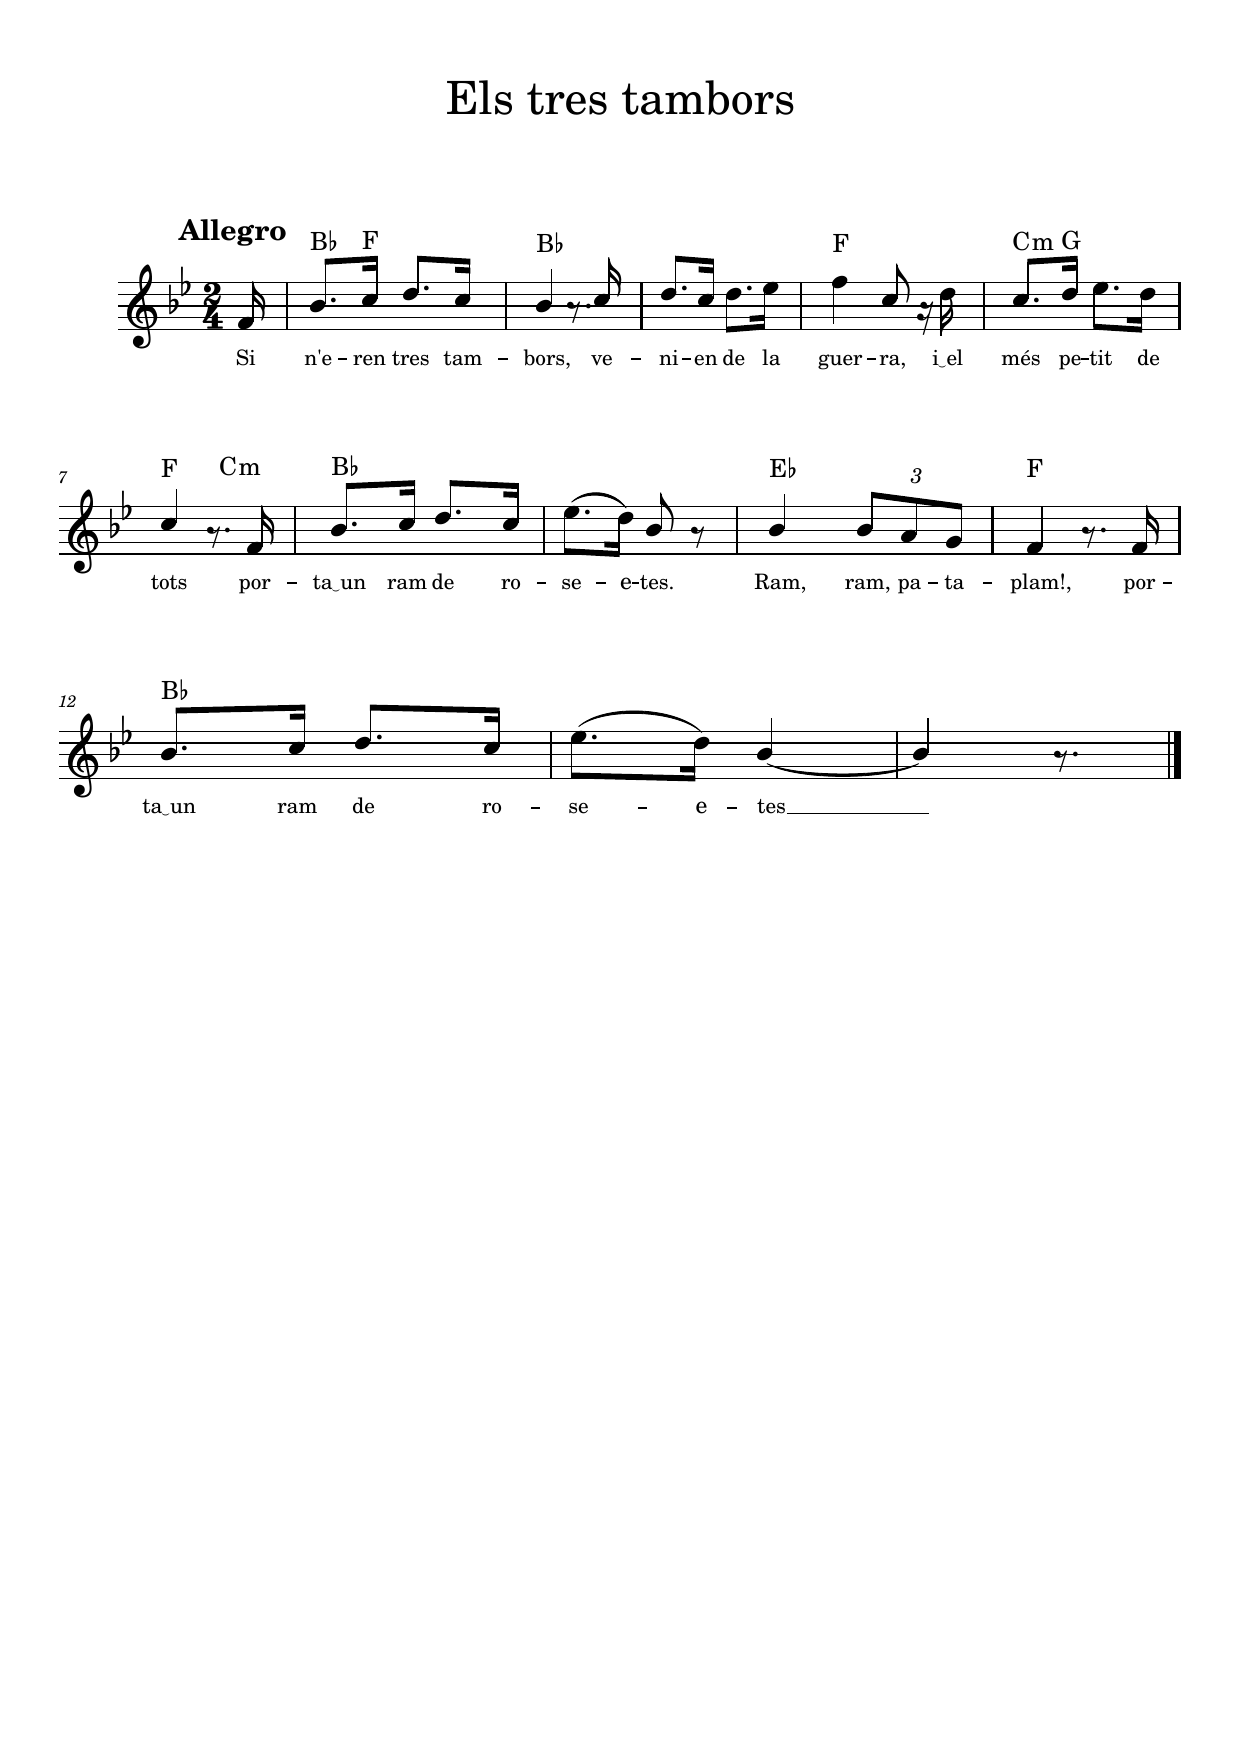 Els tres tambors
Allegro
B♭ F B♭ F Cm G
2
4
Si n'e – ren tres tam – bors, ve – ni – en de la guer – ra, i‿el més pe – tit de
7
F Cm B♭ E♭ F
3
tots por – ta‿un ram de ro – se – e – tes. Ram, ram, pa – ta – plam!, por –
12
B♭
ta‿un ram de ro – se – e – tes